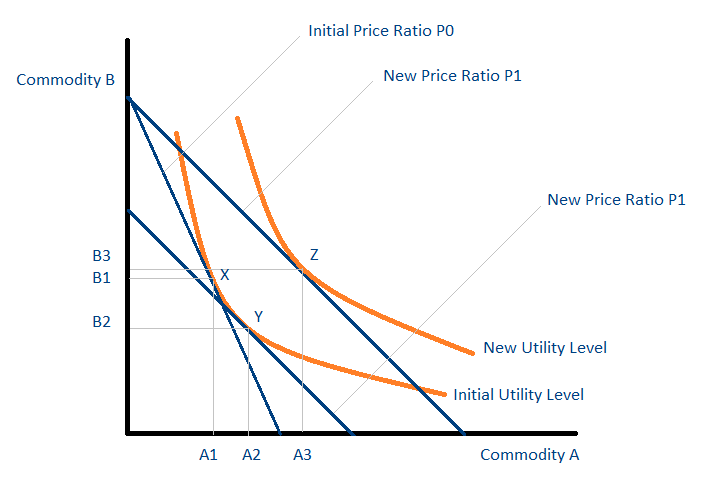 Initial Price Ratio P0
New Price Ratio P1
Commodity B
New Price Ratio P1
B3
Z
B1
X
B2
Y
New Utility Level
Initial Utility Level
A1
A2
A3
Commodity A